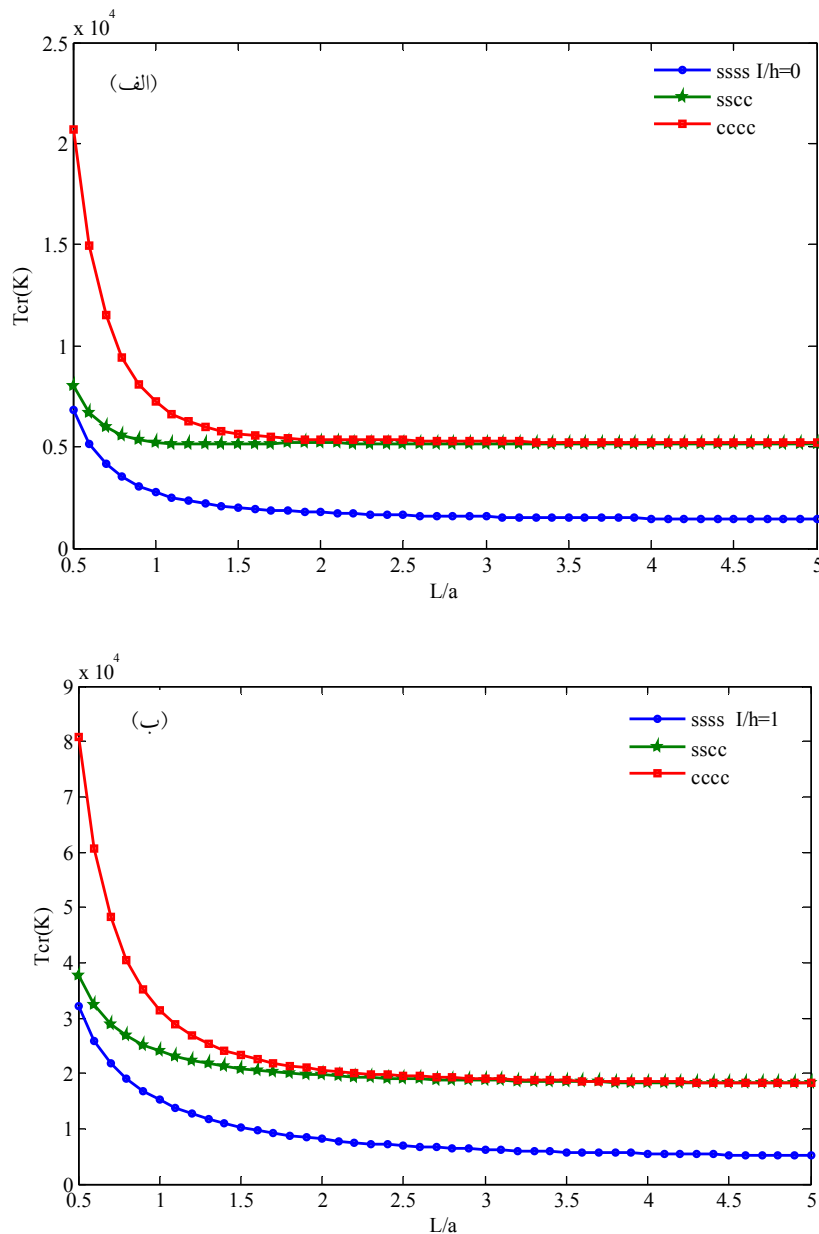 x 10^4
2.5
2
1.5
1
0.5
0
(الف)
ssss I/h=0
sscc
cccc
Tcr(K)
0.5 1 1.5 2 2.5 3 3.5 4 4.5 5
L/a
x 10^4
9
8
7
6
5
4
3
2
1
0
(ب)
ssss I/h=1
sscc
cccc
Tcr(K)
0.5 1 1.5 2 2.5 3 3.5 4 4.5 5
L/a